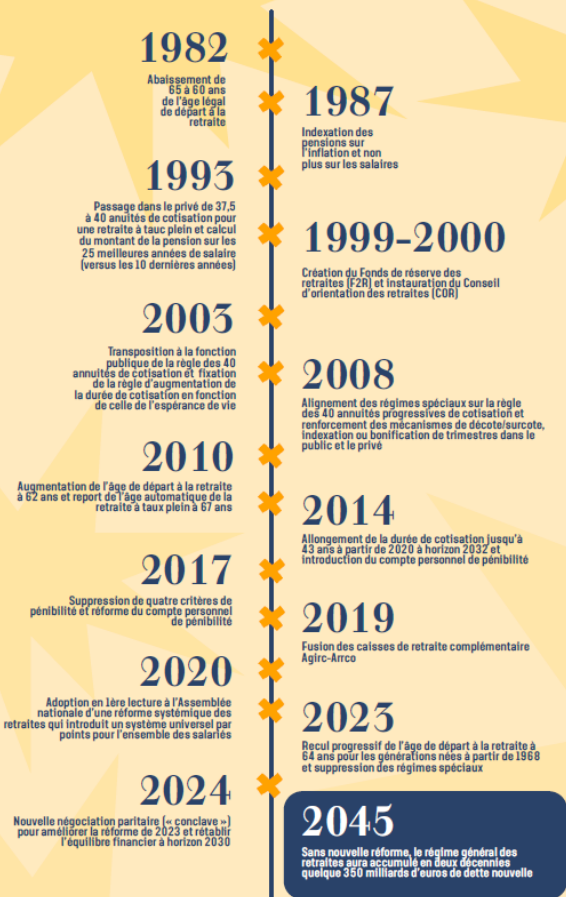 1982
Abaissement de
65 à 60 ans
de l'âge légal
de départ à la
retraite
1987
Indexation des
pensions sur
l'inflation et non
plus sur les salaires
1993
Passage dans le privé de 37,5
à 40 anuités de cotisation pour
une retraite à tauc plein et calcul
du montant de la pension sur les
25 meilleures années de salaire
(versus les 10 dernières années)
1999-2000
Création du Fonds de réserve des
retraites (F2R) et instauration du Conseil
d'orientation des retraites (COR)
2003
Transposition à la fonction
publique de la règle des 40
annuités de cotisation et fixation
de la règle d'augmentation de
la durée de cotisation en fonction
de celle de l'espérance de vie
2008
Alignement des régimes spéciaux sur la règle
des 40 annuités progressives de cotisation et
renforcement des mécanismes de décote/surcote,
indexation ou bonification de trimestres dans le
public et le privé
2010
Augmentation de l'âge de départ à la retraite
à 62 ans et report de l'âge automatique de la
retraite à taux plein à 67 ans
2014
Allongement de la durée de cotisation jusqu'à
43 ans à partir de 2020 à horizon 2032 et
introduction du compte personnel de pénibilité
2017
Suppression de quatre critères de
pénibilité et réforme du compte personnel
de pénibilité
2019
Fusion des caisses de retraite complémentaire
Agirc-Arrco
2020
Adoption en 1ère lecture à l'Assemblée
nationale d'une réforme systémique des
retraites qui introduit un système universel par
points pour l'ensemble des salariés
2023
Recul progressif de l'âge de départ à la retraite à
64 ans pour les générations nées à partir de 1968
et suppression des régimes spéciaux
2024
Nouvelle négociation paritaire (« conclave »)
pour améliorer la réforme de 2023 et rétablir
l'équilibre financier à horizon 2030
2045
Sans nouvelle réforme, le régime général des
retraites aura accumulé en deux décennies
quelque 350 milliards d'euros de dette nouvelle